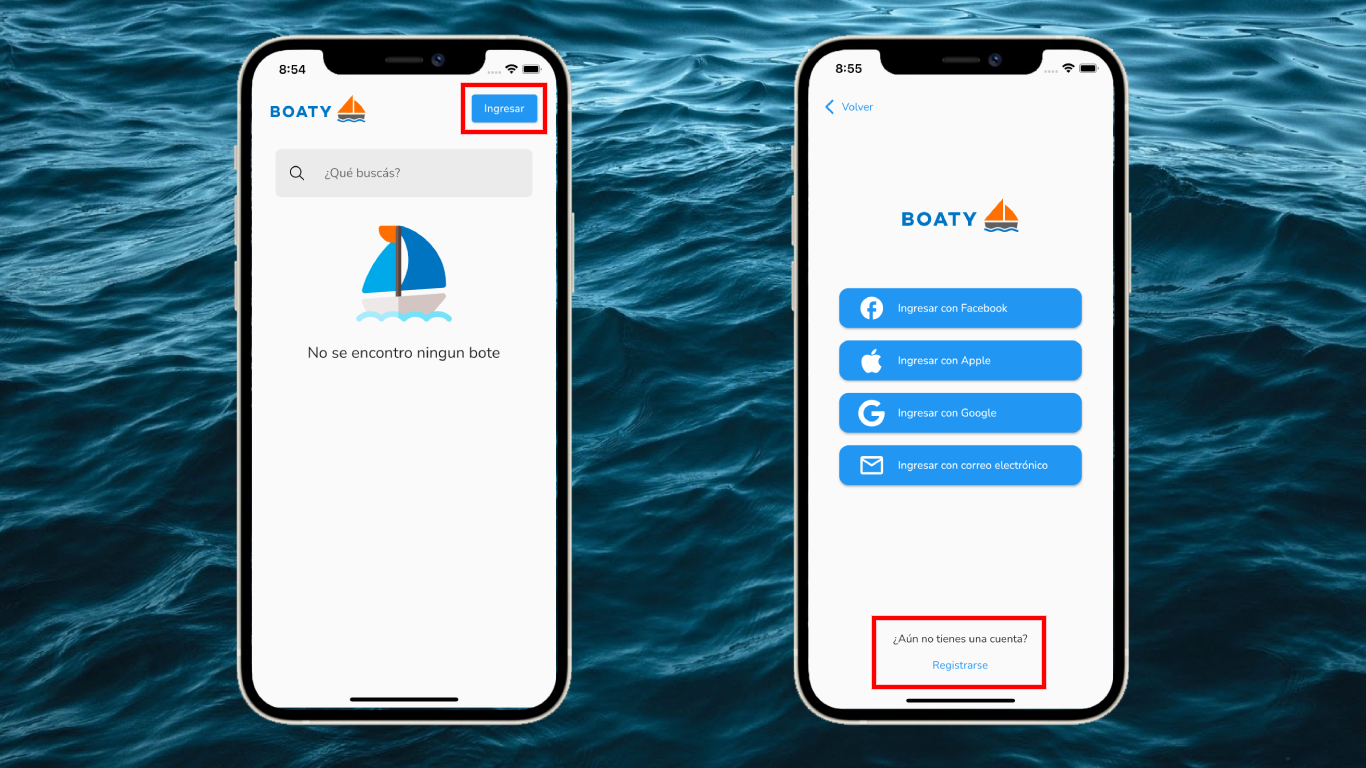 8:54
BOATY
Ingresar
¿Qué buscás?
No se encontro ningun bote
8:55
Volver
BOATY
Ingresar con Facebook
Ingresar con Apple
Ingresar con Google
Ingresar con correo electrónico
¿Aún no tienes una cuenta?
Registrarse